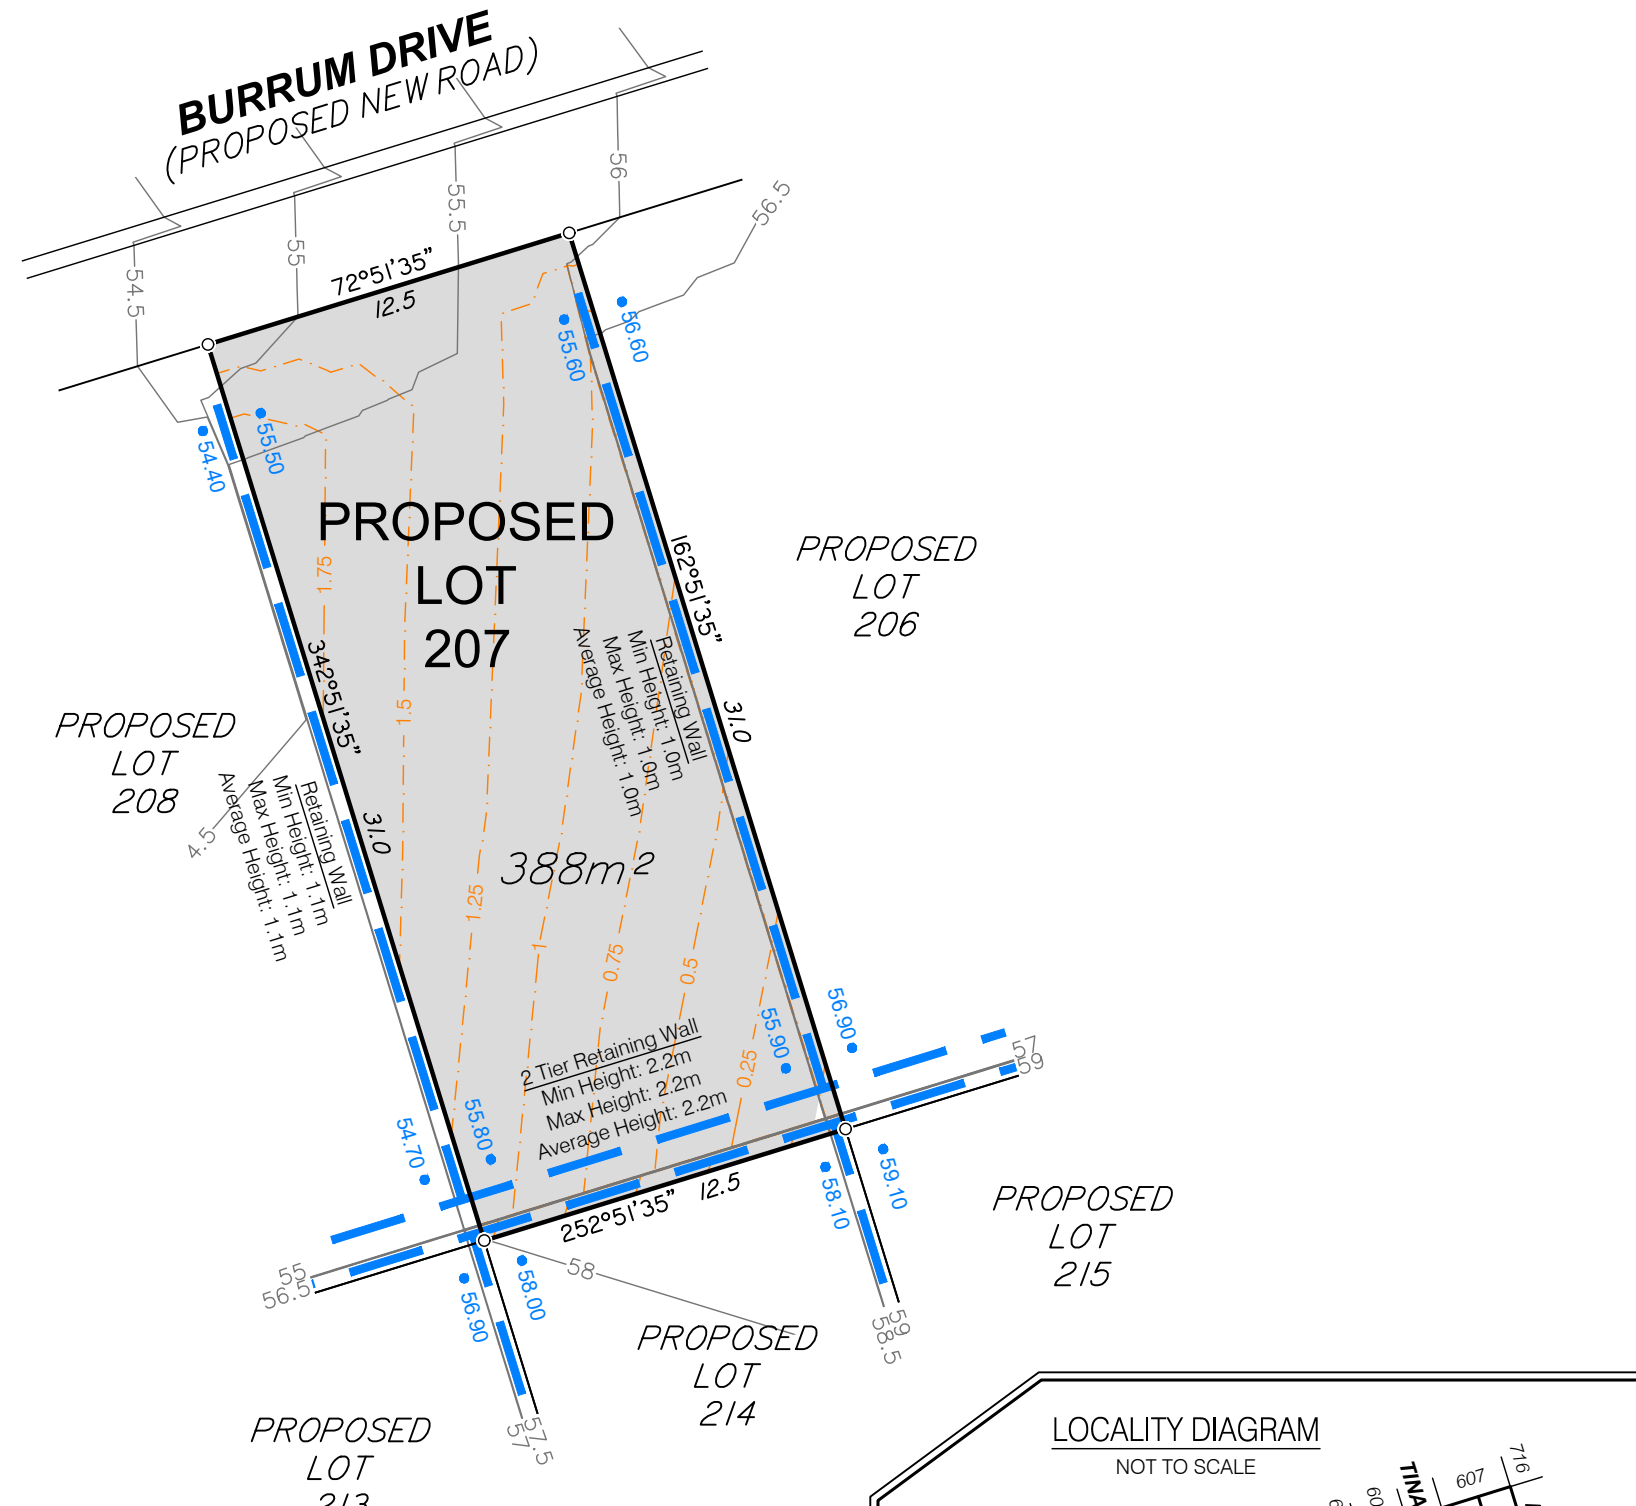 BURRUM DRIVE
(PROPOSED NEW ROAD)
54.5
55
55.5
56
56.5
72°51'35"
12.5
55.60
56.60
54.40
55.50
PROPOSED
LOT
207
1.75
1.5
1.25
1
0.75
0.5
0.25
162°51'35"
31.0
PROPOSED
LOT
206
Retaining Wall
Min Height: 1.0m
Max Height: 1.0m
Average Height: 1.0m
342°51'35"
31.0
PROPOSED
LOT
208
4.5
Retaining Wall
Min Height: 1.1m
Max Height: 1.1m
Average Height: 1.1m
388m²
2 Tier Retaining Wall
Min Height: 2.2m
Max Height: 2.2m
Average Height: 2.2m
55.90
56.90
57
59
54.70
55.80
252°51'35"
12.5
58.10
59.10
PROPOSED
LOT
215
55
56.5
56.90
58.00
58
59
58.5
PROPOSED
LOT
214
57.5
57
PROPOSED
LOT
213
LOCALITY DIAGRAM
NOT TO SCALE
TINA
607
716